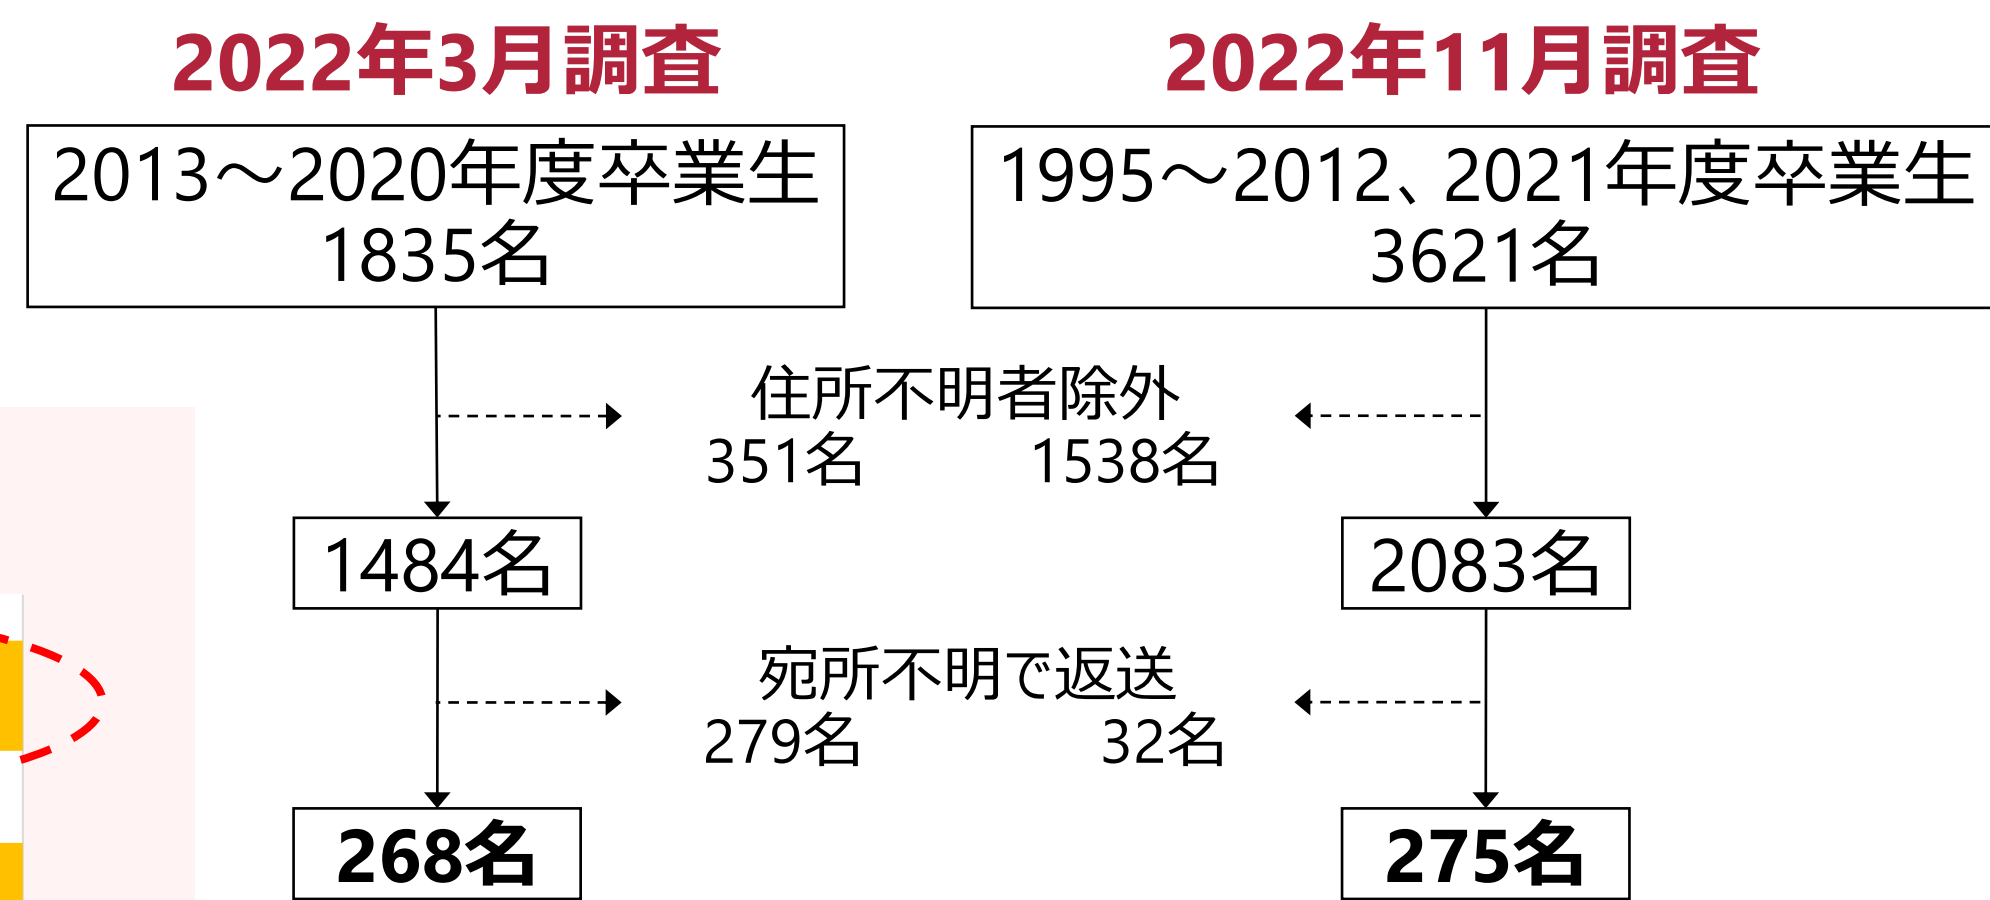 2022年3月調査
2022年11月調査
2013～2020年度卒業生
1835名
1995～2012、2021年度卒業生
3621名
住所不明者除外
351名
1538名
1484名
2083名
宛所不明で返送
279名
32名
268名
275名